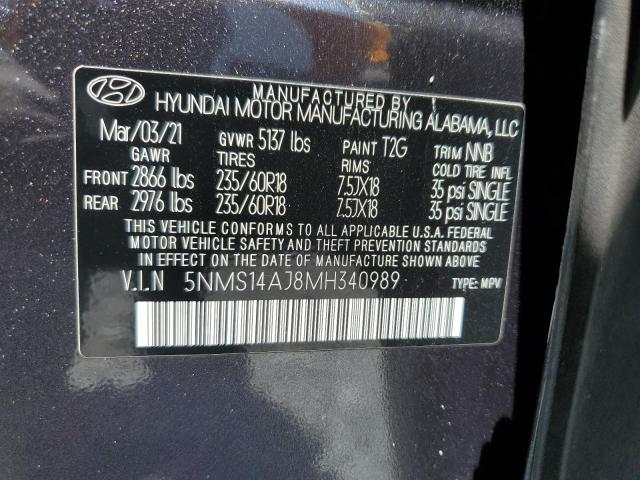 MANUFACTURED BY
HYUNDAI MOTOR MANUFACTURING ALABAMA, LLC
Mar/03/21 GVWR 5137 lbs PAINT T2G TRIM NNB
GAWR TIRES RIMS COLD TIRE INFL
FRONT 2866 lbs 235/60R18 7.5JX18 35 psi SINGLE
REAR 2976 lbs 235/60R18 7.5JX18 35 psi SINGLE
THIS VEHICLE CONFORMS TO ALL APPLICABLE U.S.A. FEDERAL
MOTOR VEHICLE SAFETY AND THEFT PREVENTION STANDARDS
IN EFFECT ON THE DATE OF MANUFACTURE SHOWN ABOVE.
V.I.N 5NMS14AJ8MH340989 TYPE: MPV